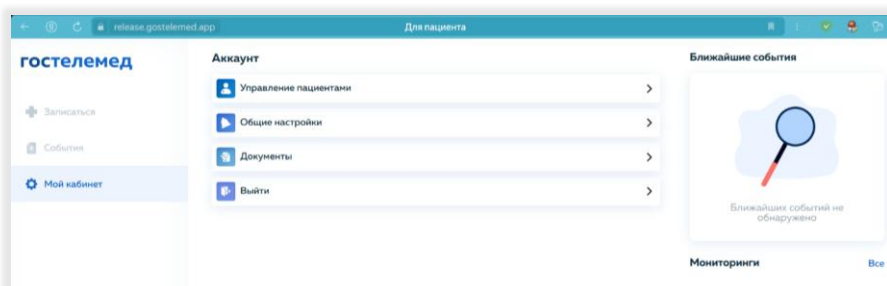 release.gostelemed.app
Для пациента
гостелемед
Записаться
События
Мой кабинет
Аккаунт
Управление пациентами
Общие настройки
Документы
Выйти
Ближайшие события
Ближайших событий не
обнаружено
Мониторинги
Все